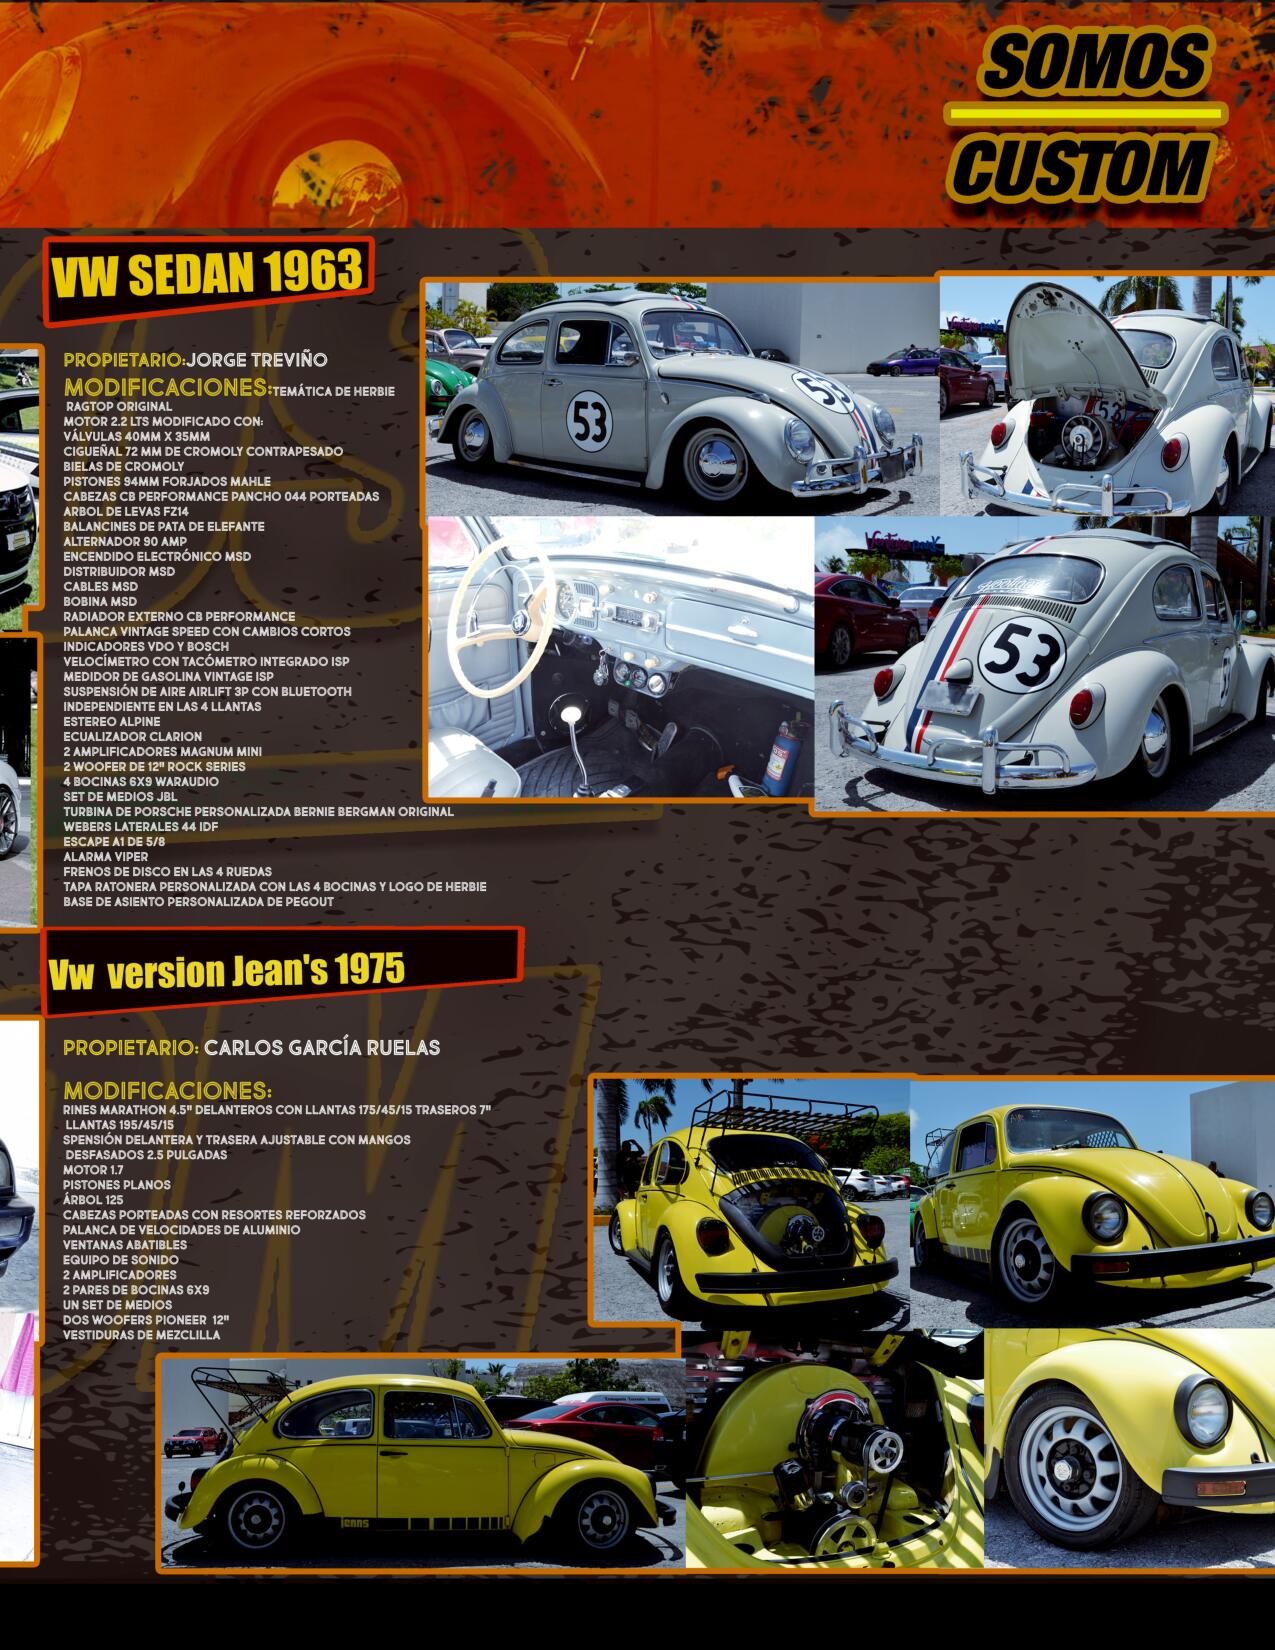 SOMOS
CUSTOM
VW SEDAN 1963
PROPIETARIO:JORGE TREVIÑO
MODIFICACIONES:TEMÁTICA DE HERBIE
RAGTOP ORIGINAL
MOTOR 2.2 LTS MODIFICADO CON:
VÁLVULAS 40MM X 35MM
CIGUEÑAL 72 MM DE CROMOLY CONTRAPESADO
BIELAS DE CROMOLY
PISTONES 94MM FORJADOS MAHLE
CABEZAS CB PERFORMANCE PANCHO 044 PORTEADAS
ARBOL DE LEVAS FZ14
BALANCINES DE PATA DE ELEFANTE
ALTERNADOR 90 AMP
ENCENDIDO ELECTRÓNICO MSD
DISTRIBUIDOR MSD
CABLES MSD
BOBINA MSD
RADIADOR EXTERNO CB PERFORMANCE
PALANCA VINTAGE SPEED CON CAMBIOS CORTOS
INDICADORES VDO Y BOSCH
VELOCÍMETRO CON TACÓMETRO INTEGRADO ISP
MEDIDOR DE GASOLINA VINTAGE ISP
SUSPENSIÓN DE AIRE AIRLIFT 3P CON BLUETOOTH
INDEPENDIENTE EN LAS 4 LLANTAS
ESTEREO ALPINE
ECUALIZADOR CLARION
2 AMPLIFICADORES MAGNUM MINI
2 WOOFER DE 12" ROCK SERIES
4 BOCINAS 6X9 WARAUDIO
SET DE MEDIOS JBL
TURBINA DE PORSCHE PERSONALIZADA BERNIE BERGMAN ORIGINAL
WEBERS LATERALES 44 IDF
ESCAPE A1 DE 5/8
ALARMA VIPER
FRENOS DE DISCO EN LAS 4 RUEDAS
TAPA RATONERA PERSONALIZADA CON LAS 4 BOCINAS Y LOGO DE HERBIE
BASE DE ASIENTO PERSONALIZADA DE PEGOUT
53
53
Ventura park
53
Ventura park
53
Vw version Jean's 1975
PROPIETARIO: CARLOS GARCÍA RUELAS
MODIFICACIONES:
RINES MARATHON 4.5" DELANTEROS CON LLANTAS 175/45/15 TRASEROS 7"
LLANTAS 195/45/15
SPENSIÓN DELANTERA Y TRASERA AJUSTABLE CON MANGOS
DESFASADOS 2.5 PULGADAS
MOTOR 1.7
PISTONES PLANOS
ÁRBOL 125
CABEZAS PORTEADAS CON RESORTES REFORZADOS
PALANCA DE VELOCIDADES DE ALUMINIO
VENTANAS ABATIBLES
EQUIPO DE SONIDO
2 AMPLIFICADORES
2 PARES DE BOCINAS 6X9
UN SET DE MEDIOS
DOS WOOFERS PIONEER 12"
VESTIDURAS DE MEZCLILLA
jeans